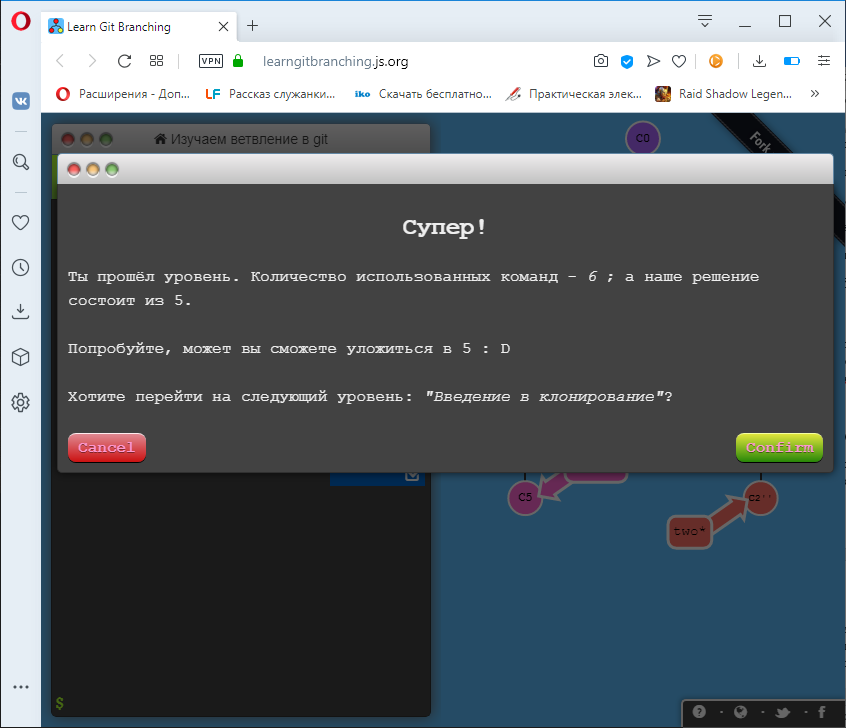 Learn Git Branching
VPN
learngitbranching.js.org
Расширения - Доп...
LF
Рассказ служанки...
iko
Скачать бесплатно...
Практическая элек...
Raid Shadow Legen...
Изучаем ветвление в git
C0
Fork
Супер!
Ты прошёл уровень. Количество использованных команд - 6 ; а наше решение
состоит из 5.
Попробуйте, может вы сможете уложиться в 5 : D
Хотите перейти на следующий уровень: "Введение в клонирование"?
Cancel
Confirm
C5
C2''
two*
$